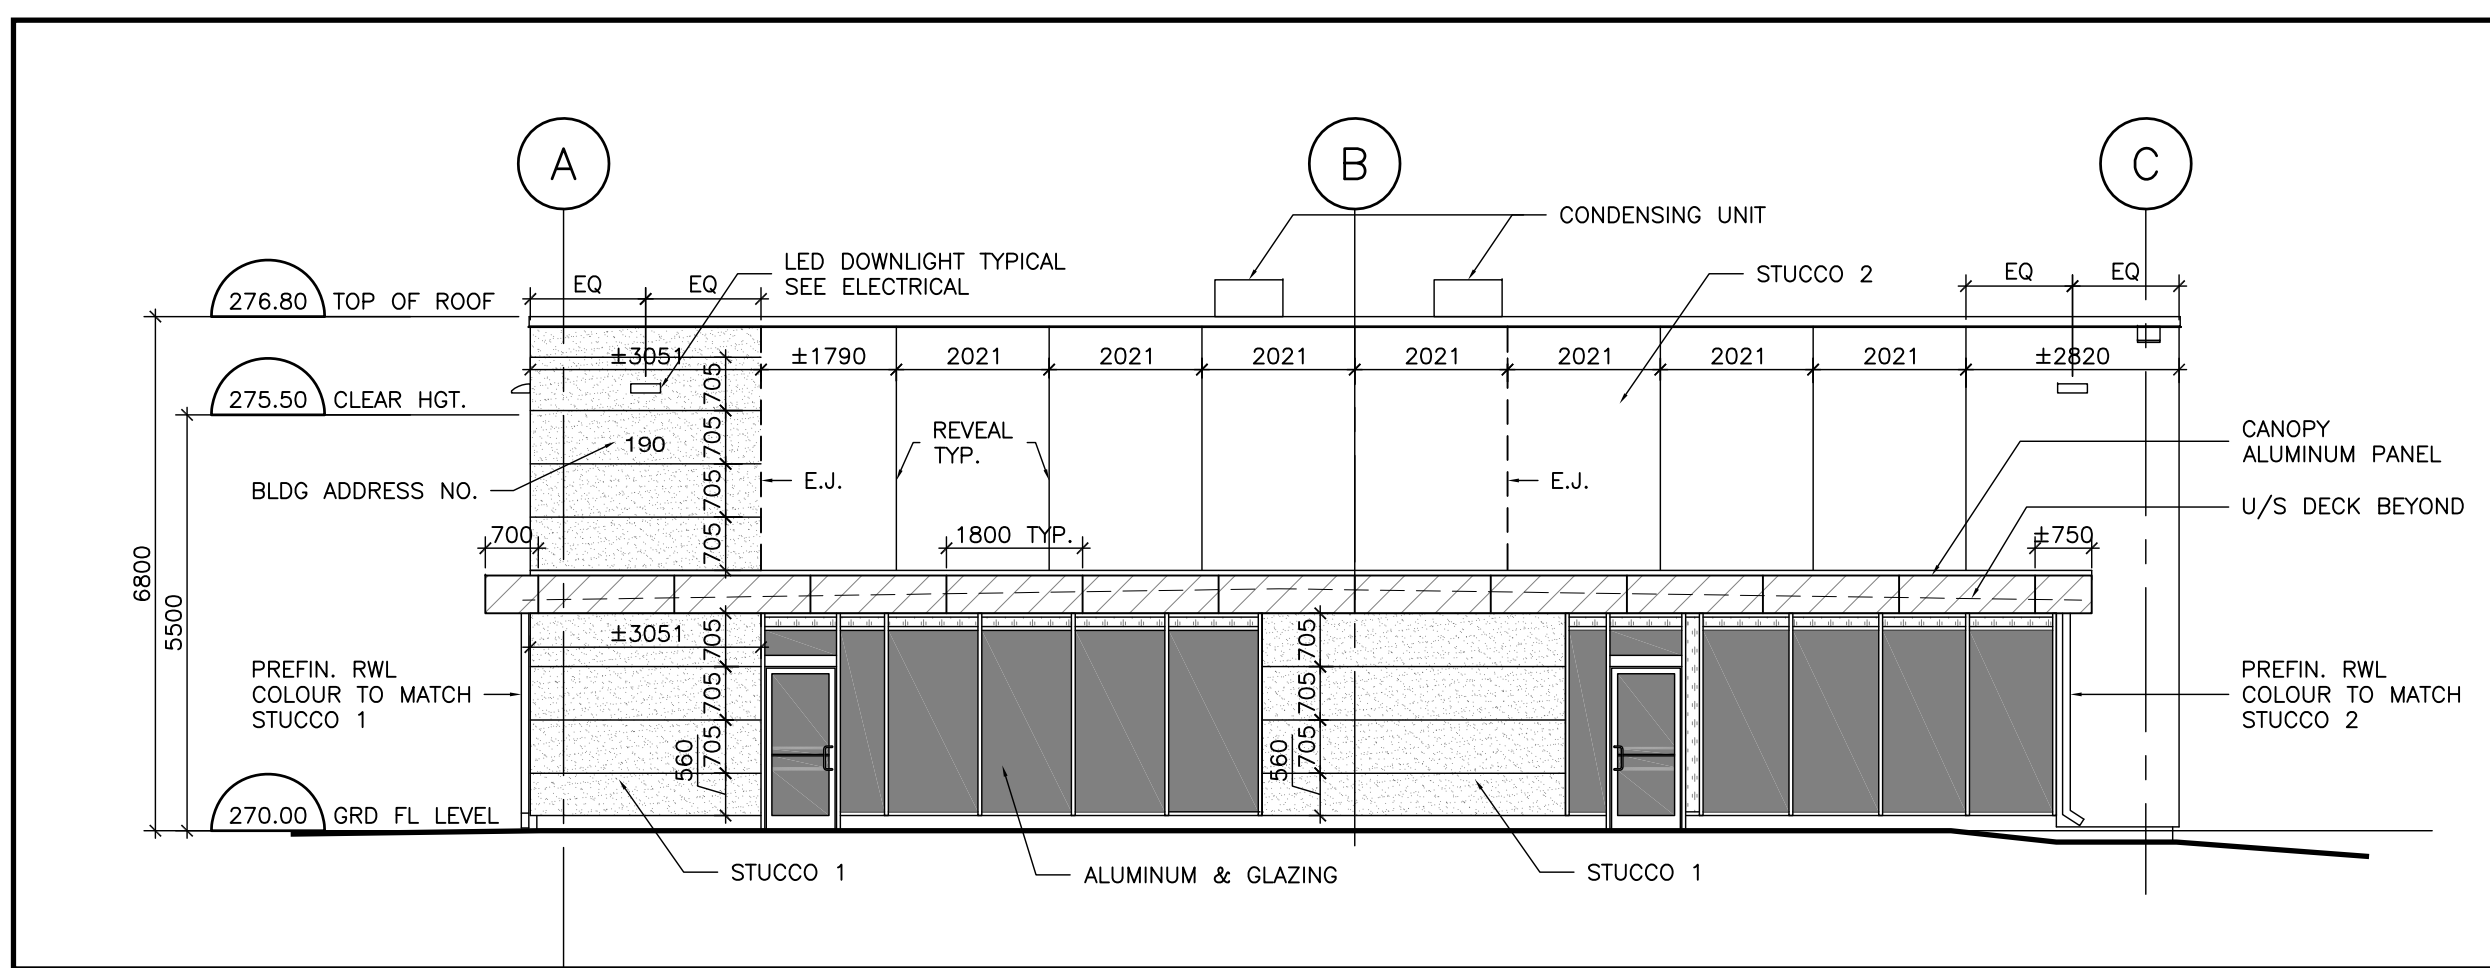 A
B
C
CONDENSING UNIT
LED DOWNLIGHT TYPICAL
SEE ELECTRICAL
STUCCO 2
EQ
EQ
EQ
EQ
276.80 TOP OF ROOF
±3051
±1790
2021
2021
2021
2021
2021
2021
2021
±2820
705
275.50 CLEAR HGT.
705
190
REVEAL
TYP.
CANOPY
ALUMINUM PANEL
BLDG ADDRESS NO.
705
E.J.
E.J.
U/S DECK BEYOND
700
705
1800 TYP.
±750
6800
5500
±3051
705
705
PREFIN. RWL
COLOUR TO MATCH
STUCCO 1
705
705
PREFIN. RWL
COLOUR TO MATCH
STUCCO 2
560
705
560
705
270.00 GRD FL LEVEL
STUCCO 1
ALUMINUM & GLAZING
STUCCO 1